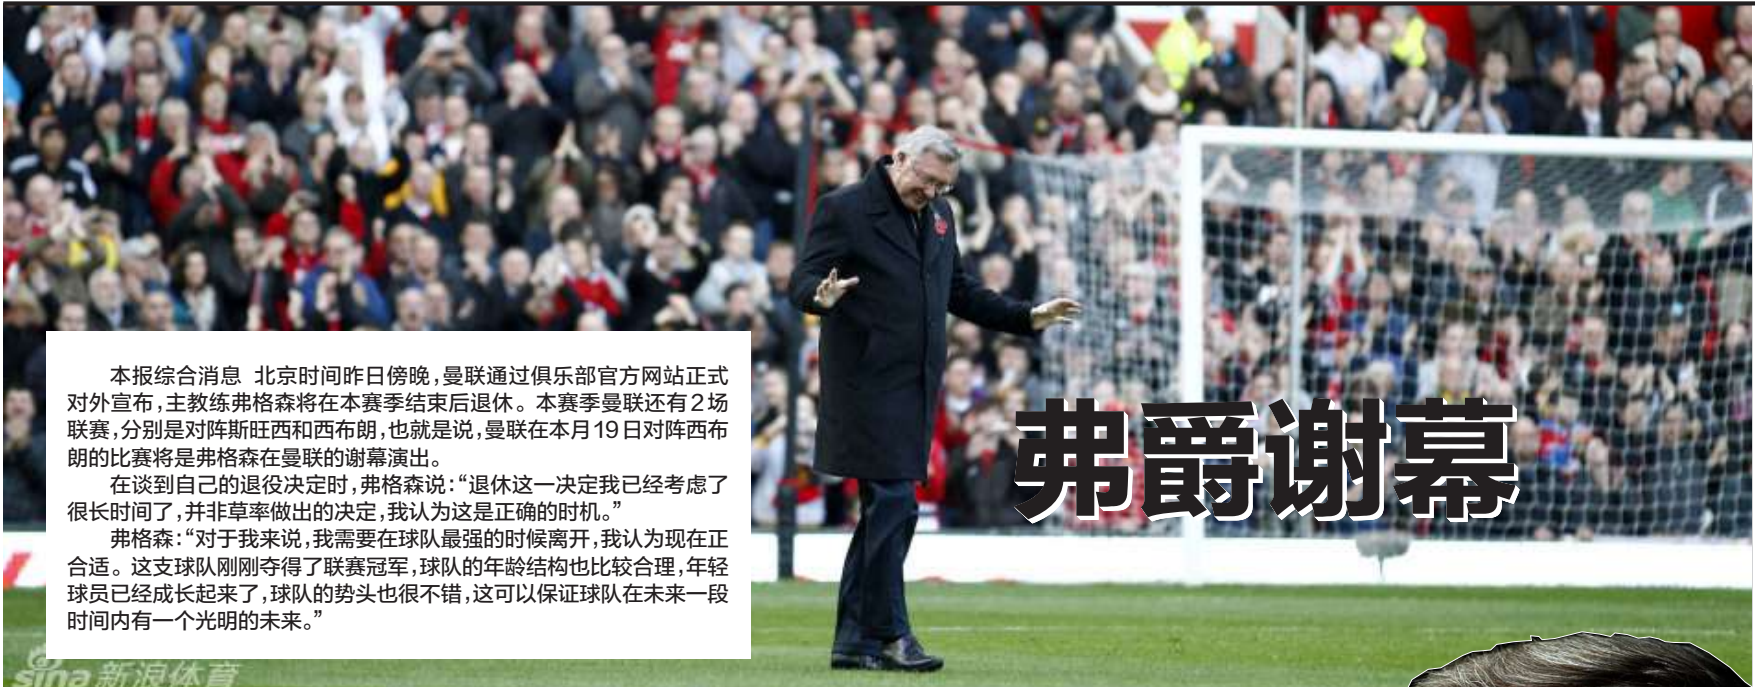 本报综合消息 北京时间昨日傍晚,曼联通过俱乐部官方网站正式
对外宣布,主教练弗格森将在本赛季结束后退休。本赛季曼联还有2场
联赛,分别是对阵斯旺西和西布朗,也就是说,曼联在本月19日对阵西布
朗的比赛将是弗格森在曼联的谢幕演出。
在谈到自己的退役决定时,弗格森说:“退休这一决定我已经考虑了
很长时间了,并非草率做出的决定,我认为这是正确的时机。”
弗格森:“对于我来说,我需要在球队最强的时候离开,我认为现在正
合适。这支球队刚刚夺得了联赛冠军,球队的年龄结构也比较合理,年轻
球员已经成长起来了,球队的势头也很不错,这可以保证球队在未来一段
时间内有一个光明的未来。”
弗爵谢幕
sina 新浪体育